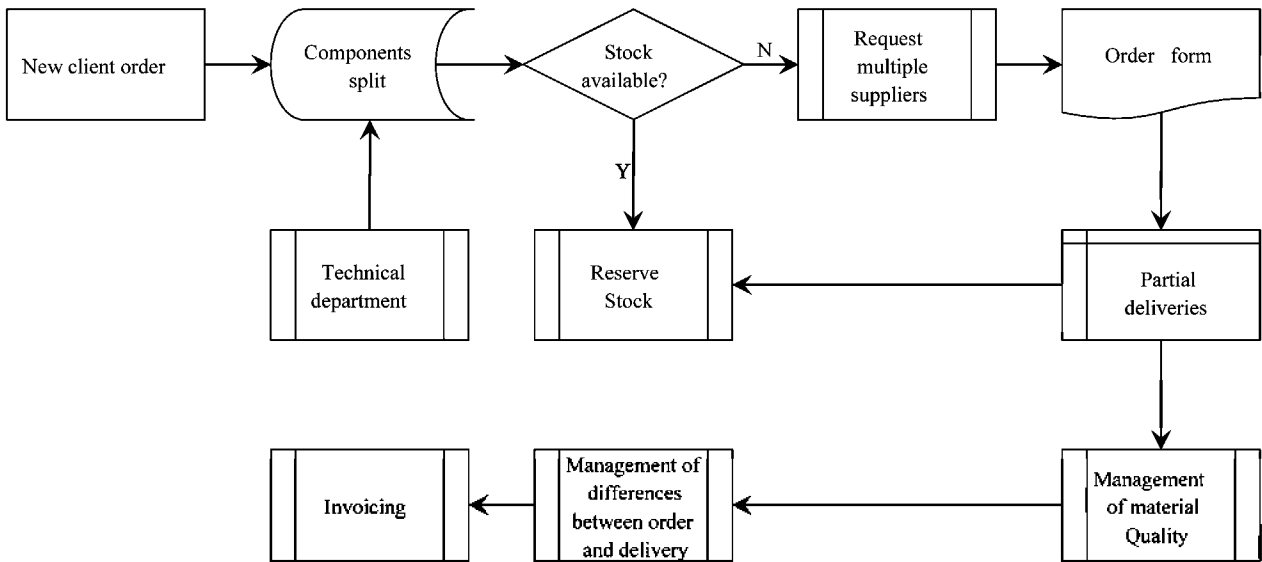 New client order
Components
split
Stock
available?
N
Request
multiple
suppliers
Order form
Y
Technical
department
Reserve
Stock
Partial
deliveries
Invoicing
Management of
differences
between order
and delivery
Management
of material
Quality